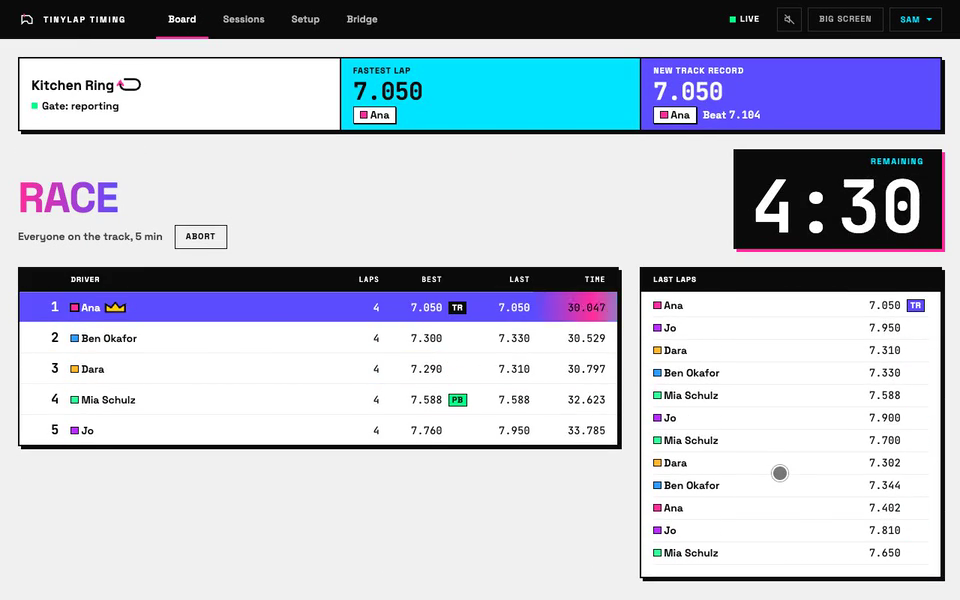 TINYLAP TIMING Board Sessions Setup Bridge LIVE BIG SCREEN SAM
Kitchen Ring
Gate: reporting
FASTEST LAP
7.050
Ana
NEW TRACK RECORD
7.050
Ana Beat 7.104
RACE
Everyone on the track, 5 min ABORT
REMAINING
4:30
DRIVER LAPS BEST LAST TIME
1 Ana 4 7.050 TR 7.050 30.047
2 Ben Okafor 4 7.300 7.330 30.529
3 Dara 4 7.290 7.310 30.797
4 Mia Schulz 4 7.588 PB 7.588 32.623
5 Jo 4 7.760 7.950 33.785
LAST LAPS
Ana 7.050 TR
Jo 7.950
Dara 7.310
Ben Okafor 7.330
Mia Schulz 7.588
Jo 7.900
Mia Schulz 7.700
Dara 7.302
Ben Okafor 7.344
Ana 7.402
Jo 7.810
Mia Schulz 7.650